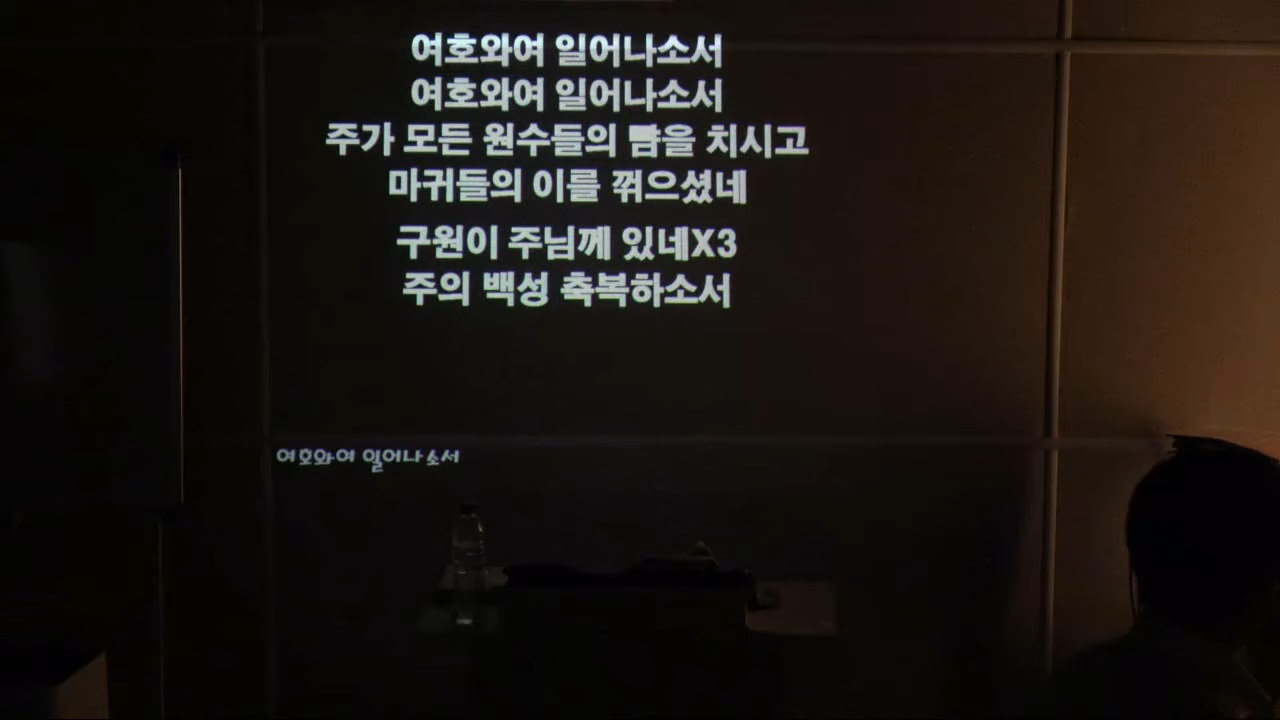 여호와여 일어나소서
여호와여 일어나소서
주가 모든 원수들의 뺨을 치시고
마귀들의 이를 꺾으셨네
구원이 주님께 있네X3
주의 백성 축복하소서
여호와여 일어나소서